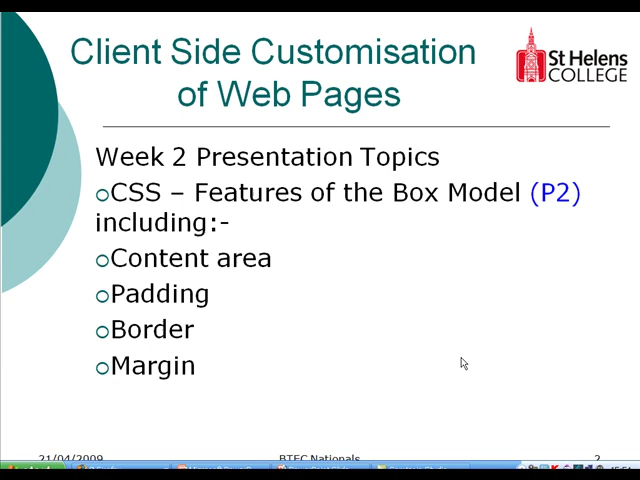 Client Side Customisation
of Web Pages
St Helens
COLLEGE
Week 2 Presentation Topics
CSS – Features of the Box Model (P2)
including:-
Content area
Padding
Border
Margin
21/04/2009 BTEC Nationals 2